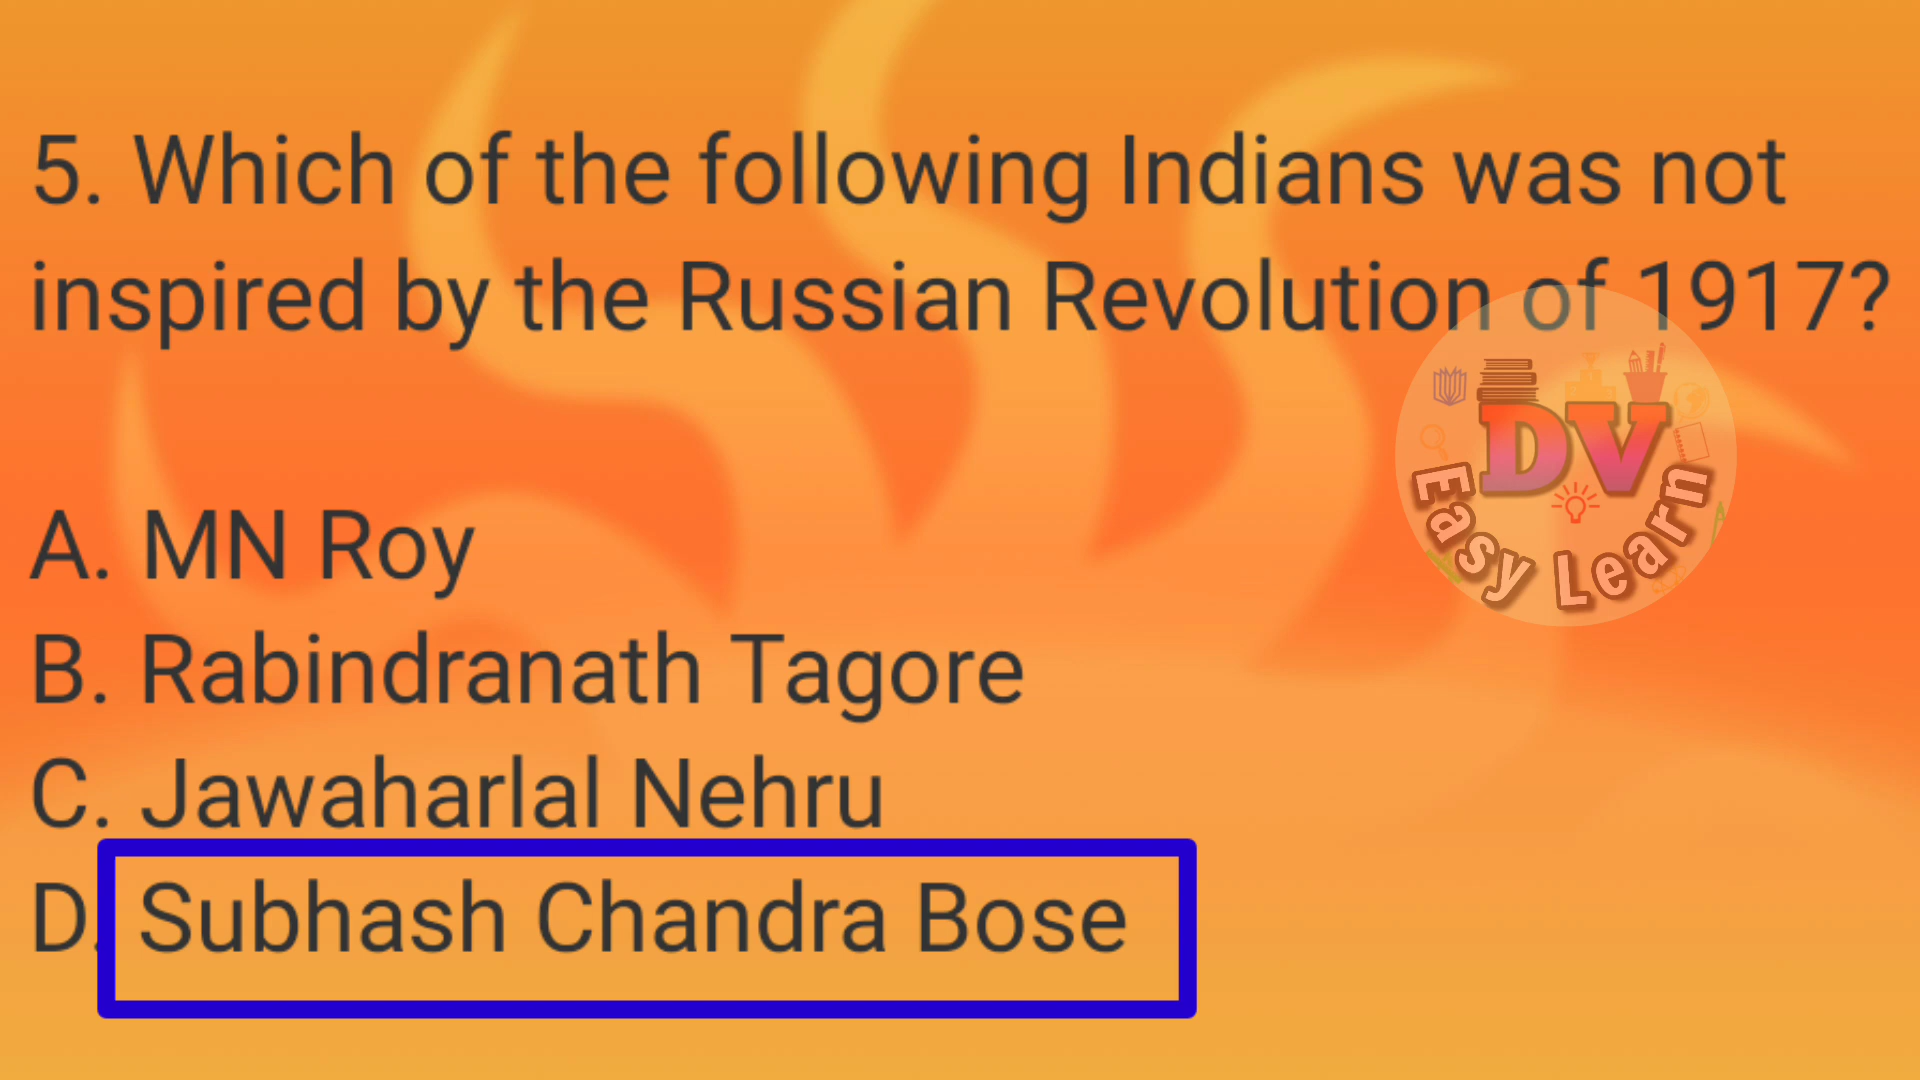 5. Which of the following Indians was not
inspired by the Russian Revolution of 1917?
DV
Easy Learn
A. MN Roy
B. Rabindranath Tagore
C. Jawaharlal Nehru
D. Subhash Chandra Bose